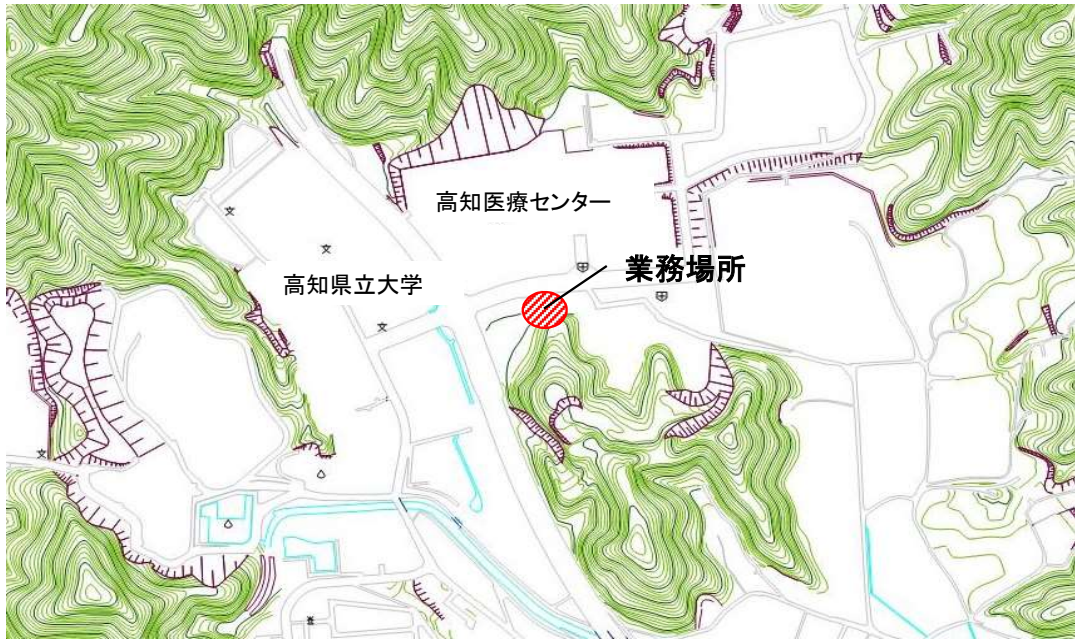 高知医療センター
業務場所
高知県立大学